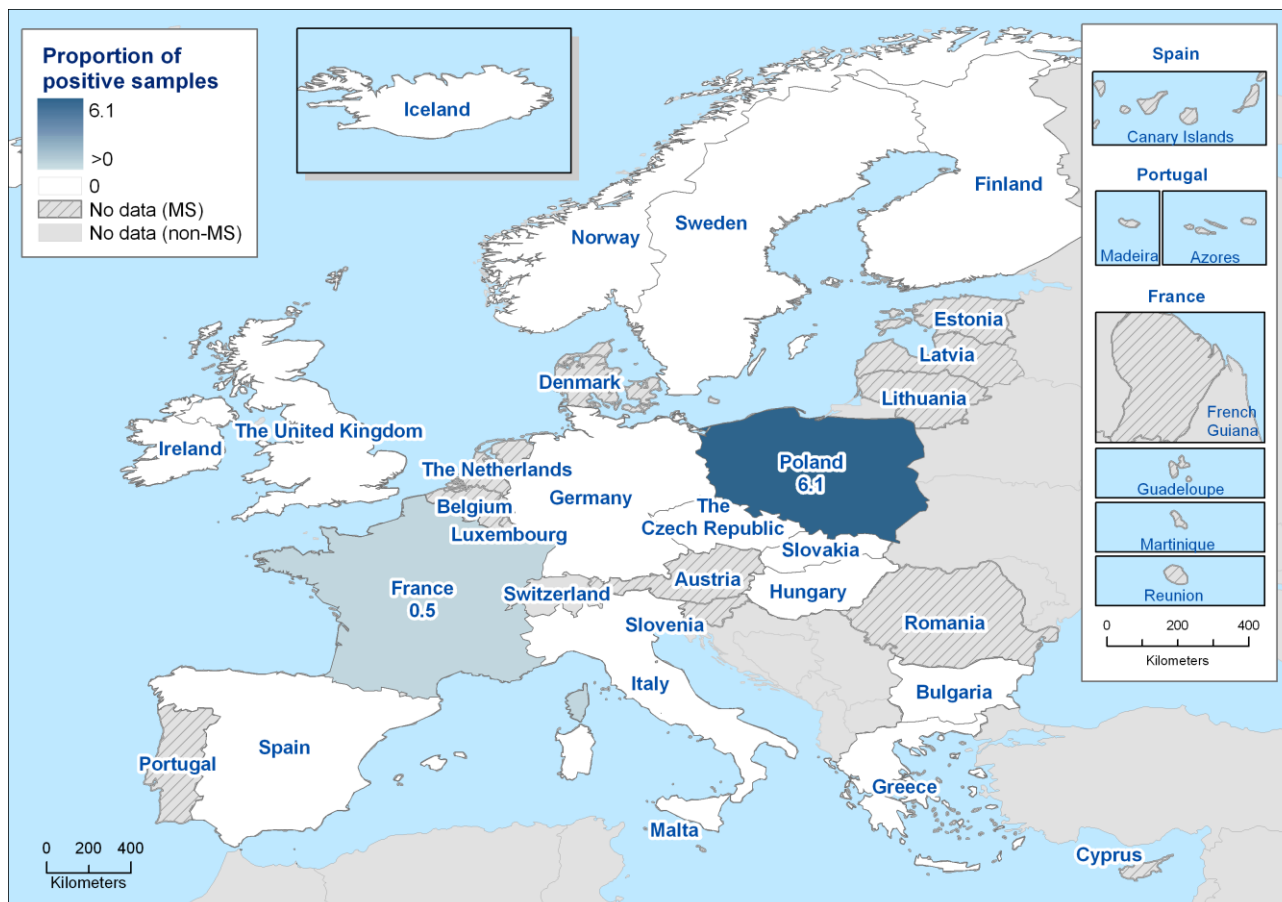 Proportion of
positive samples
6.1
>0
0
No data (MS)
No data (non-MS)
Iceland
Finland
Sweden
Norway
Estonia
Latvia
Denmark
Lithuania
The United Kingdom
Ireland
The Netherlands
Poland
6.1
Germany
Belgium
The
Czech Republic
Luxembourg
Slovakia
France
0.5
Switzerland
Austria
Hungary
Slovenia
Romania
Italy
Bulgaria
Spain
Portugal
Greece
Malta
Cyprus
0 200 400
Kilometers
Spain
Canary Islands
Portugal
Madeira
Azores
France
French
Guiana
Guadeloupe
Martinique
Reunion
0 200 400
Kilometers